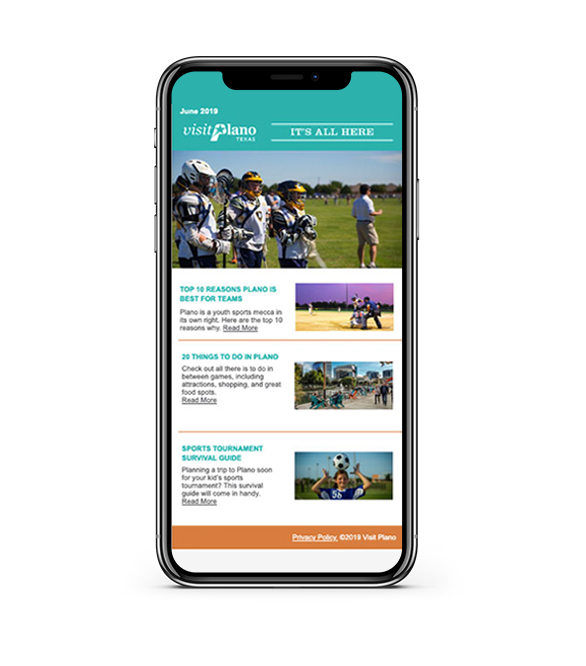 June 2019
visit Plano
TEXAS
IT'S ALL HERE
TOP 10 REASONS PLANO IS
BEST FOR TEAMS
Plano is a youth sports mecca in
its own right. Here are the top 10
reasons why. Read More
20 THINGS TO DO IN PLANO
Check out all there is to do in
between games, including
attractions, shopping, and great
food spots.
Read More
SPORTS TOURNAMENT
SURVIVAL GUIDE
Planning a trip to Plano soon
for your kid's sports
tournament? This survival
guide will come in handy.
Read More
56
Privacy Policy. ©2019 Visit Plano